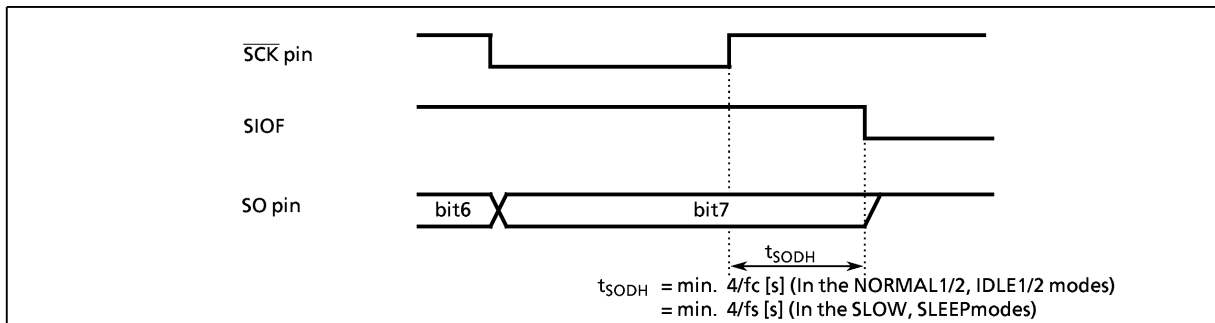 SCK pin
SIOF
SO pin
bit6
bit7
tSODH
tSODH = min. 4/fc [s] (In the NORMAL1/2, IDLE1/2 modes)
= min. 4/fs [s] (In the SLOW, SLEEPmodes)